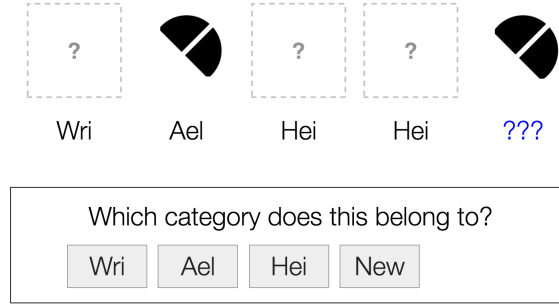 ? ? ?
Wri Ael Hei Hei ???
Which category does this belong to?
Wri Ael Hei New